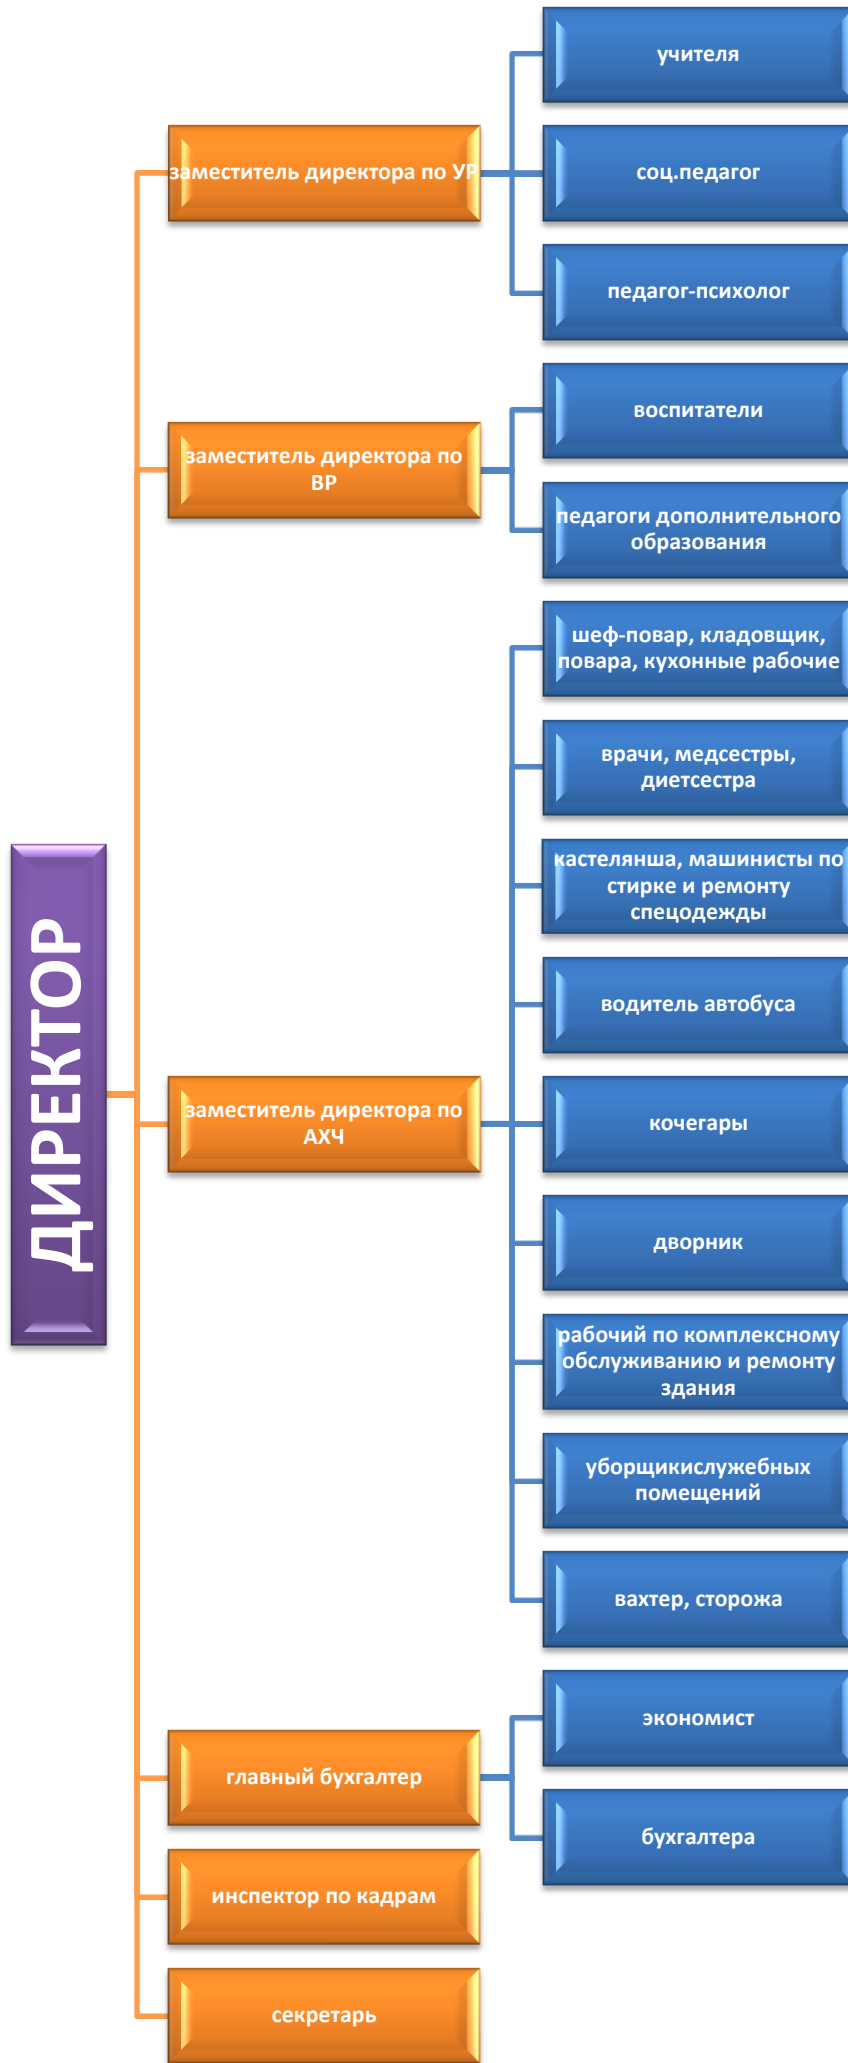 ДИРЕКТОР
заместитель директора по УР
учителя
соц.педагог
педагог-психолог
заместитель директора по
ВР
воспитатели
педагоги дополнительного
образования
заместитель директора по
АХЧ
шеф-повар, кладовщик,
повара, кухонные рабочие
врачи, медсестры,
диетсестра
кастелянша, машинисты по
стирке и ремонту
спецодежды
водитель автобуса
кочегары
дворник
рабочий по комплексному
обслуживанию и ремонту
здания
уборщикислужебных
помещений
вахтер, сторожа
главный бухгалтер
экономист
бухгалтера
инспектор по кадрам
секретарь